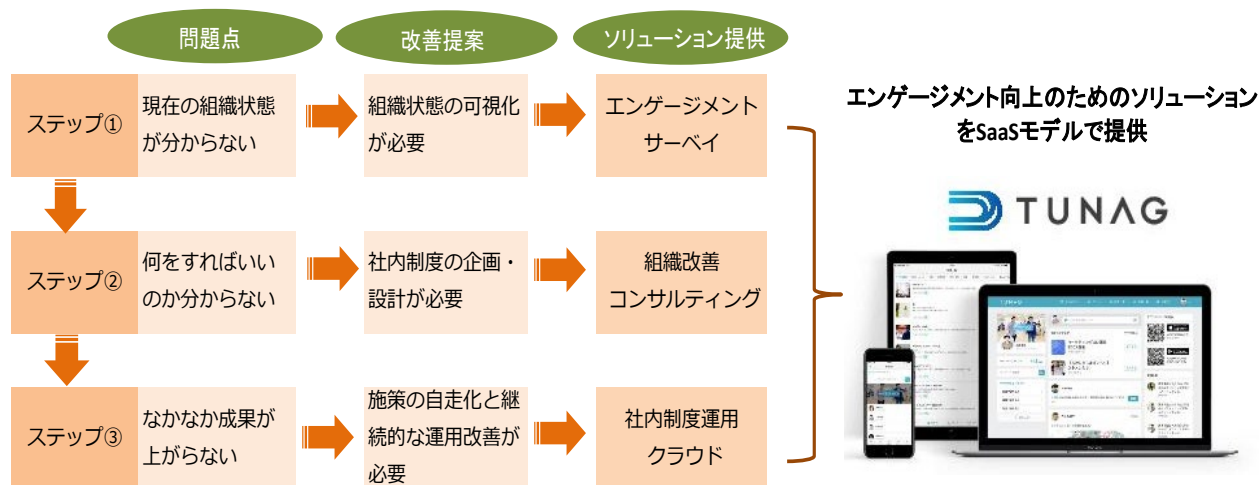 問題点
改善提案
ソリューション提供
ステップ①
現在の組織状態
が分からない
組織状態の可視化
が必要
エンゲージメント
サーベイ
ステップ②
何をすればいい
のか分からない
社内制度の企画・
設計が必要
組織改善
コンサルティング
ステップ③
なかなか成果が
上がらない
施策の自走化と継
続的な運用改善が
必要
社内制度運用
クラウド
エンゲージメント向上のためのソリューション
をSaaSモデルで提供
TUNAG
TUNAG